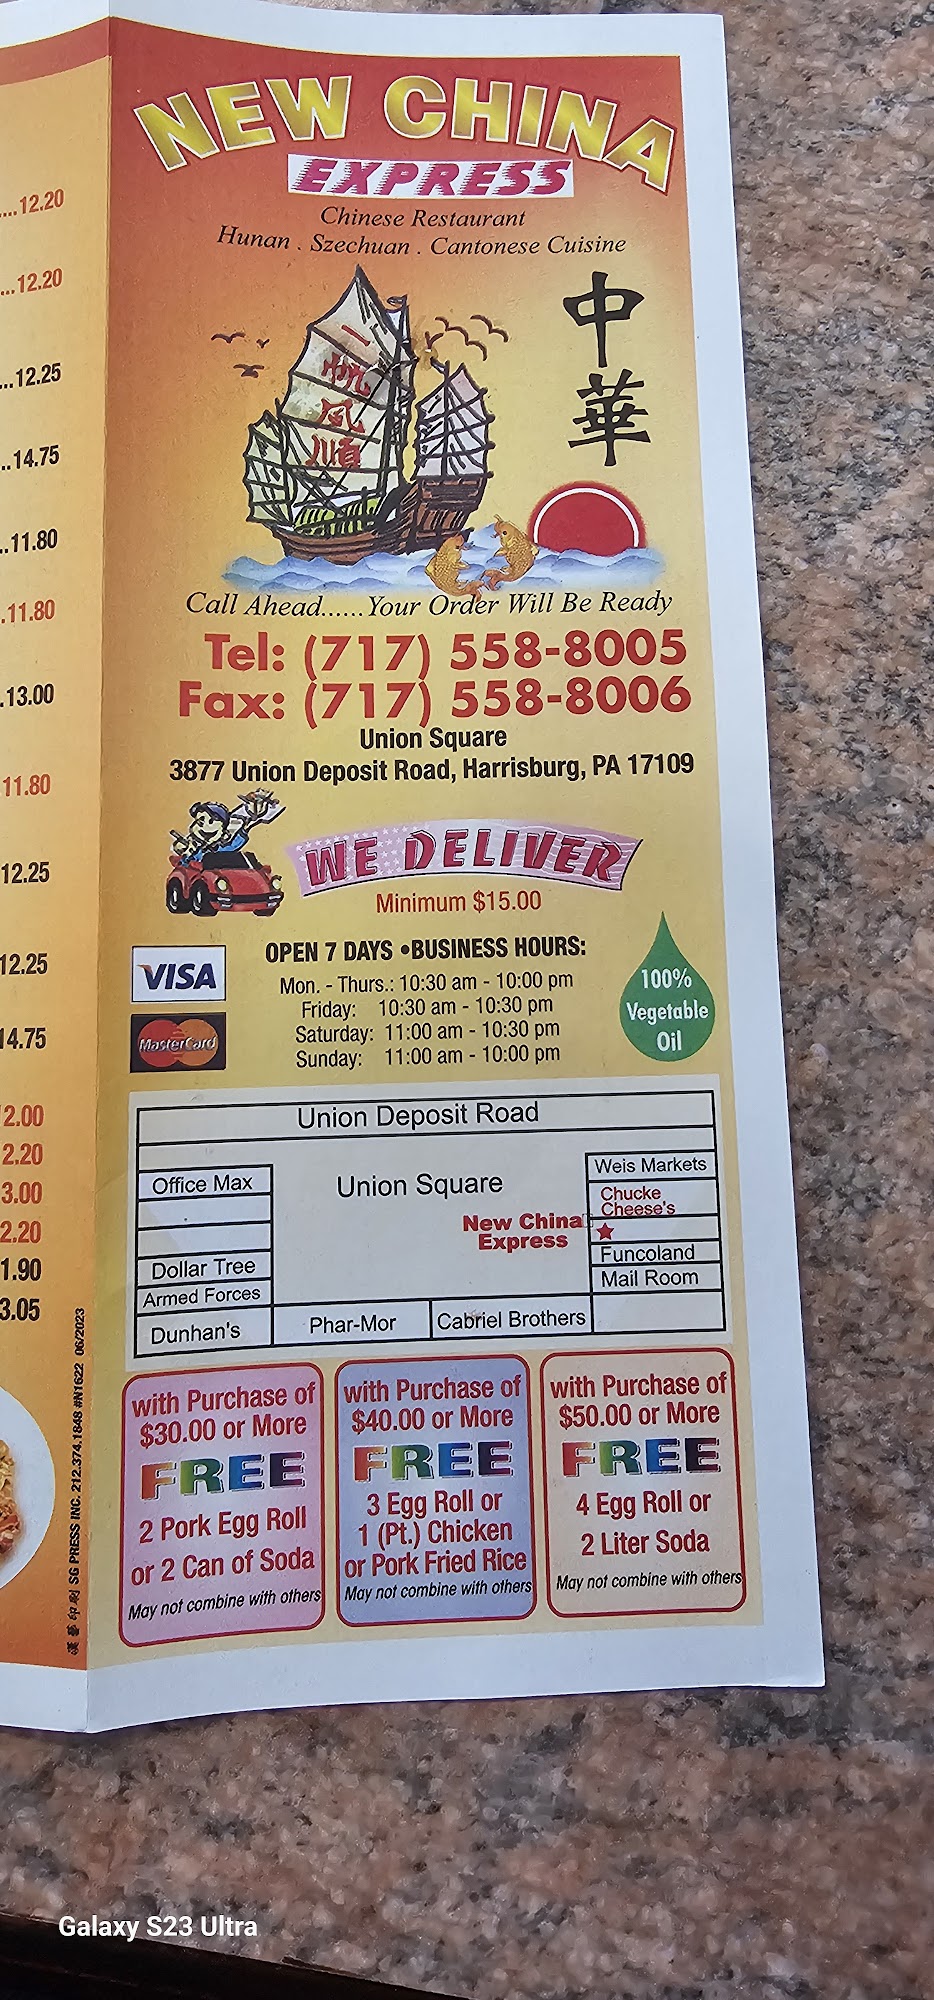 NEW CHINA
EXPRESS
Chinese Restaurant
Hunan . Szechuan . Cantonese Cuisine
中
華
一
帆
風
順
Call Ahead......Your Order Will Be Ready
Tel: (717) 558-8005
Fax: (717) 558-8006
Union Square
3877 Union Deposit Road, Harrisburg, PA 17109
WE DELIVER
Minimum $15.00
VISA
MasterCard
OPEN 7 DAYS •BUSINESS HOURS:
Mon. - Thurs.: 10:30 am - 10:00 pm
Friday: 10:30 am - 10:30 pm
Saturday: 11:00 am - 10:30 pm
Sunday: 11:00 am - 10:00 pm
100%
Vegetable
Oil
Union Deposit Road
Office Max
Dollar Tree
Armed Forces
Dunhan's
Union Square
New China
Express
Phar-Mor
Cabriel Brothers
Weis Markets
Chucke
Cheese's
Funcoland
Mail Room
with Purchase of
$30.00 or More
FREE
2 Pork Egg Roll
or 2 Can of Soda
May not combine with others
with Purchase of
$40.00 or More
FREE
3 Egg Roll or
1 (Pt.) Chicken
or Pork Fried Rice
May not combine with others
with Purchase of
$50.00 or More
FREE
4 Egg Roll or
2 Liter Soda
May not combine with others
....12.20
...12.20
...12.25
..14.75
..11.80
.11.80
.13.00
11.80
12.25
12.25
14.75
2.00
2.20
3.00
2.20
1.90
3.05
漢藝印刷 SG PRESS INC. 212.374.1848 #N1622 06/2023
Galaxy S23 Ultra